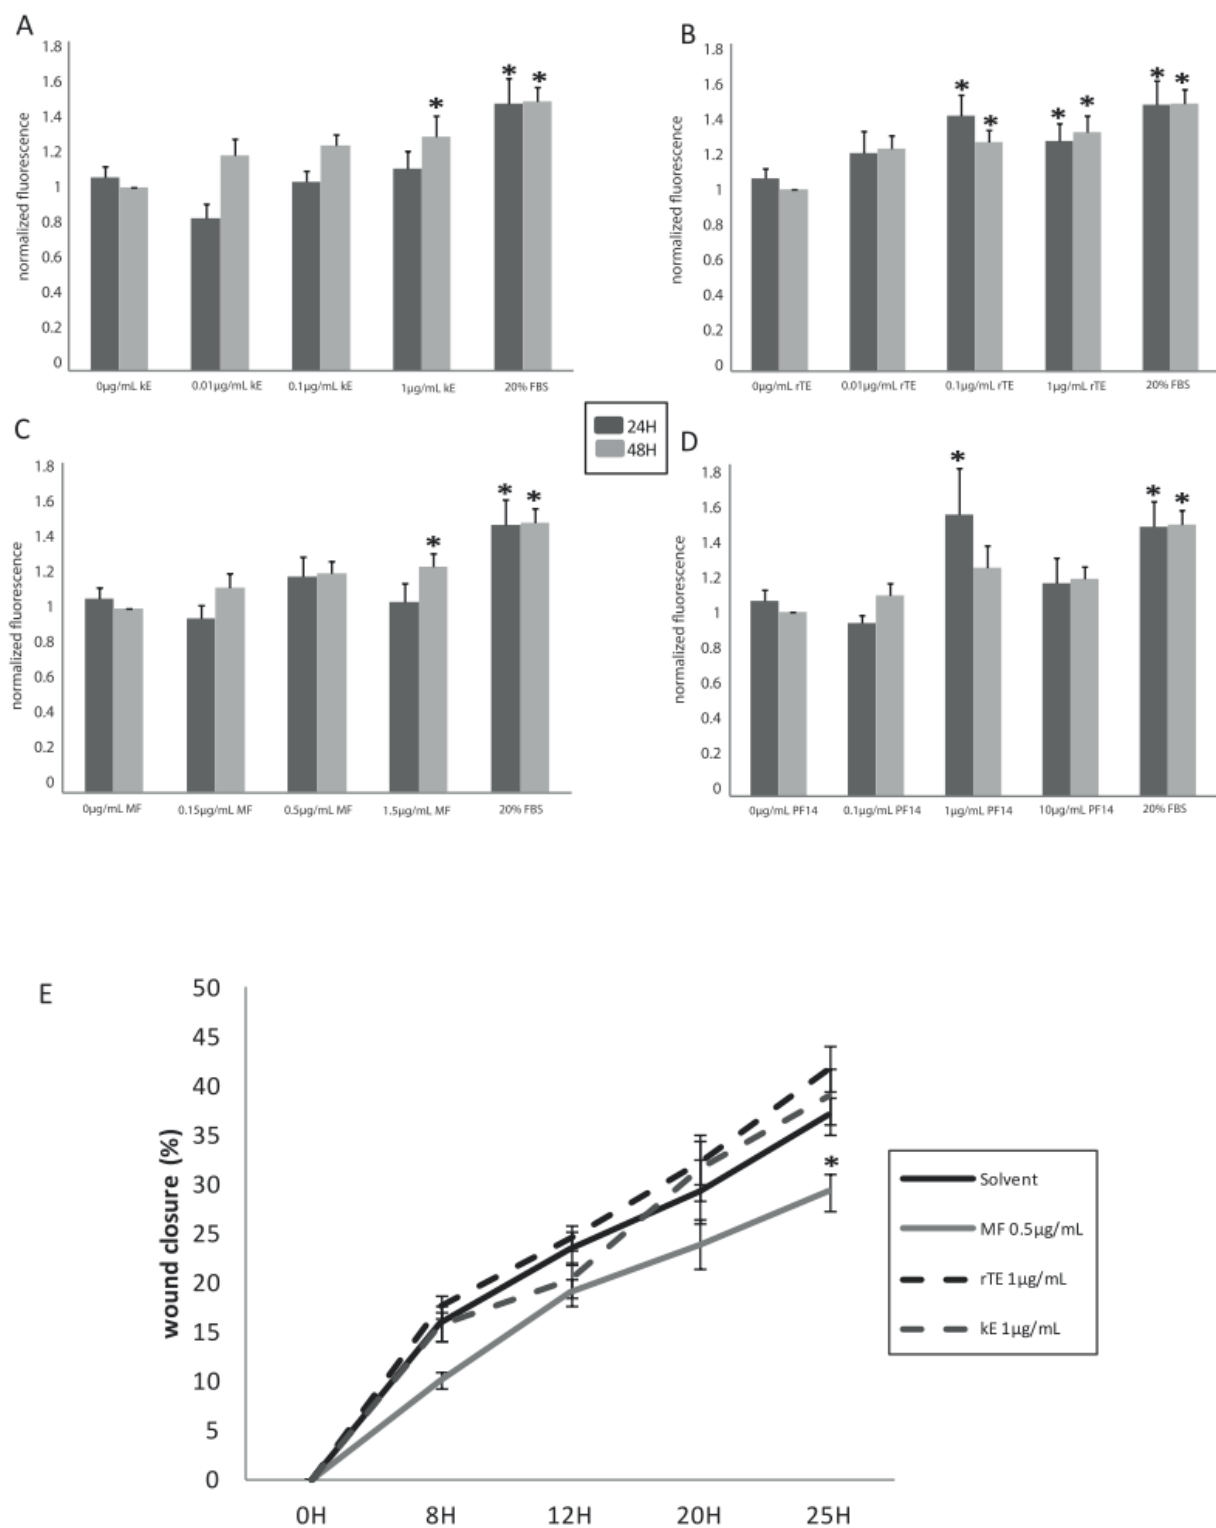 A
1.8
1.6
1.4
1.2
1
0.8
0.6
0.4
0.2
0
normalized fluorescence
* * *
0µg/mL kE 0.01µg/mL kE 0.1µg/mL kE 1µg/mL kE 20% FBS
B
1.8
1.6
1.4
1.2
1
0.8
0.6
0.4
0.2
0
normalized fluorescence
* * * * * *
0µg/mL rTE 0.01µg/mL rTE 0.1µg/mL rTE 1µg/mL rTE 20% FBS
24H
48H
C
1.8
1.6
1.4
1.2
1
0.8
0.6
0.4
0.2
0
normalized fluorescence
* * *
0µg/mL MF 0.15µg/mL MF 0.5µg/mL MF 1.5µg/mL MF 20% FBS
D
1.8
1.6
1.4
1.2
1
0.8
0.6
0.4
0.2
0
normalized fluorescence
* * *
0µg/mL PF14 0.1µg/mL PF14 1µg/mL PF14 10µg/mL PF14 20% FBS
E
50
45
40
35
30
25
20
15
10
5
0
wound closure (%)
*
0H 8H 12H 20H 25H
Solvent
MF 0.5µg/mL
rTE 1µg/mL
kE 1µg/mL